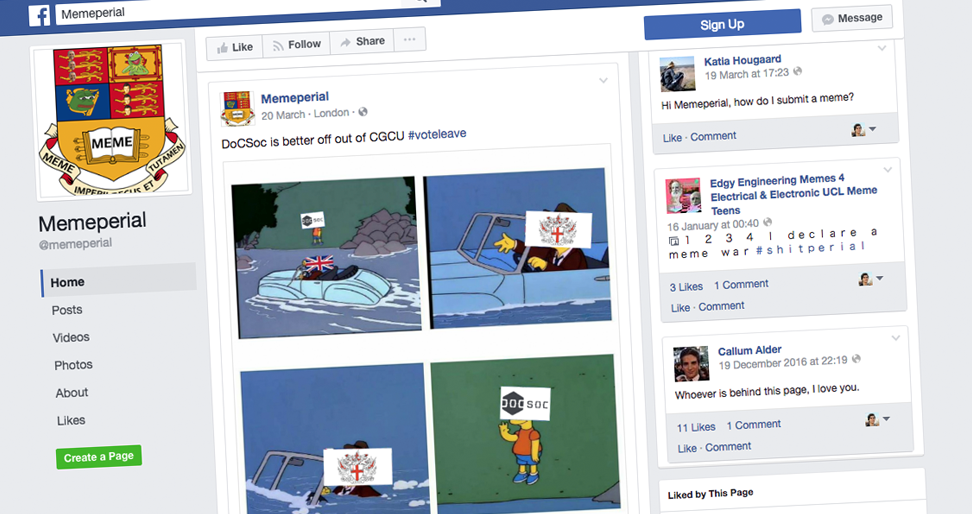 Memeperial
Sign Up
Message
Like
Follow
Share
MEME
MEME
TUTAMEN
Memeperial
@memeperial
Home
Posts
Videos
Photos
About
Likes
Create a Page
Memeperial
20 March · London ·
DoCSoc is better off out of CGCU #voteleave
DOC SOC
DOCSOC
Katia Hougaard
19 March at 17:23
Hi Memeperial, how do I submit a meme?
Like · Comment
Edgy Engineering Memes 4
Electrical & Electronic UCL Meme
Teens
16 January at 00:40
1 2 3 4 I declare a
meme war #shitperial
3 Likes 1 Comment
Like · Comment
Callum Alder
19 December 2016 at 22:19
Whoever is behind this page, I love you.
11 Likes 1 Comment
Like · Comment
Liked by This Page